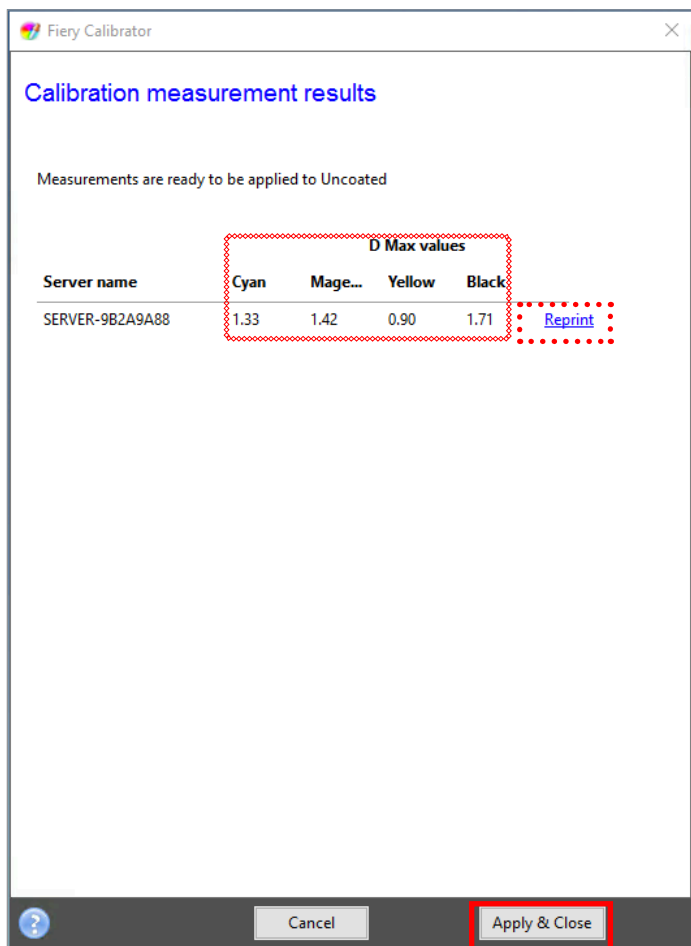 Fiery Calibrator
Calibration measurement results
Measurements are ready to be applied to Uncoated
D Max values
Server name Cyan Mage... Yellow Black
SERVER-9B2A9A88 1.33 1.42 0.90 1.71 Reprint
? Cancel Apply & Close